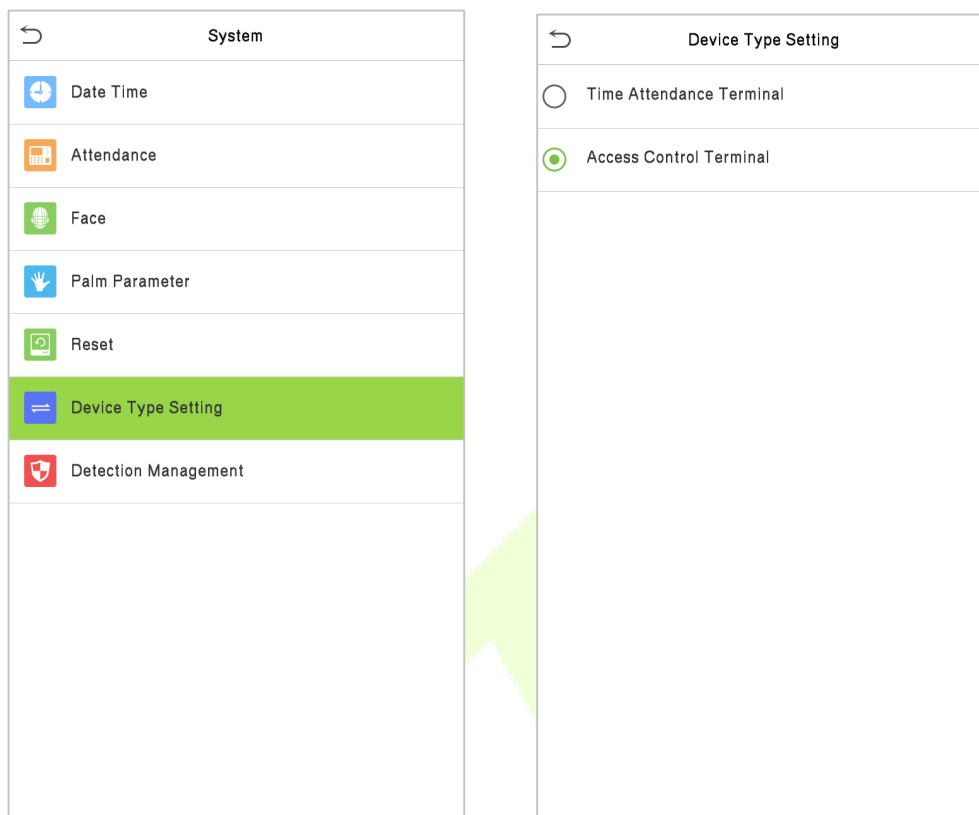 System
Date Time
Attendance
Face
Palm Parameter
Reset
Device Type Setting
Detection Management
Device Type Setting
Time Attendance Terminal
Access Control Terminal